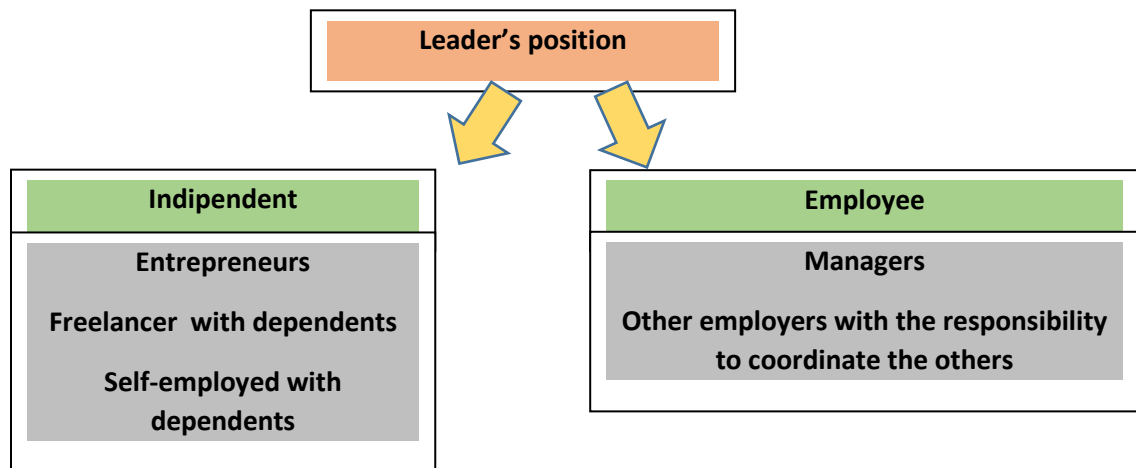 Leader’s position
Indipendent
Entrepreneurs
Freelancer with dependents
Self-employed with
dependents
Employee
Managers
Other employers with the responsibility
to coordinate the others